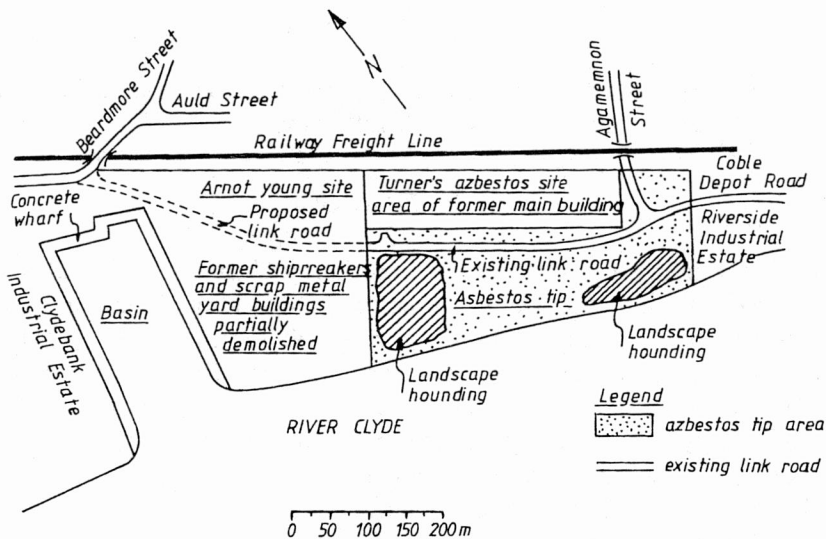 N
Beardmore Street
Auld Street
Agamemnon
Street
Railway Freight Line
Coble
Depot Road
Concrete
wharf
Arnot young site
Proposed
link road
Turner's azbestos site
area of former main building
Riverside
Industrial
Estate
Existing link road
Former shiprreakers
and scrap metal
yard buildings
partially
demolished
Asbestos tip
Clydebank
Industrial Estate
Basin
Landscape
hounding
Landscape
hounding
RIVER CLYDE
Legend
azbestos tip area
existing link road
0 50 100 150 200m